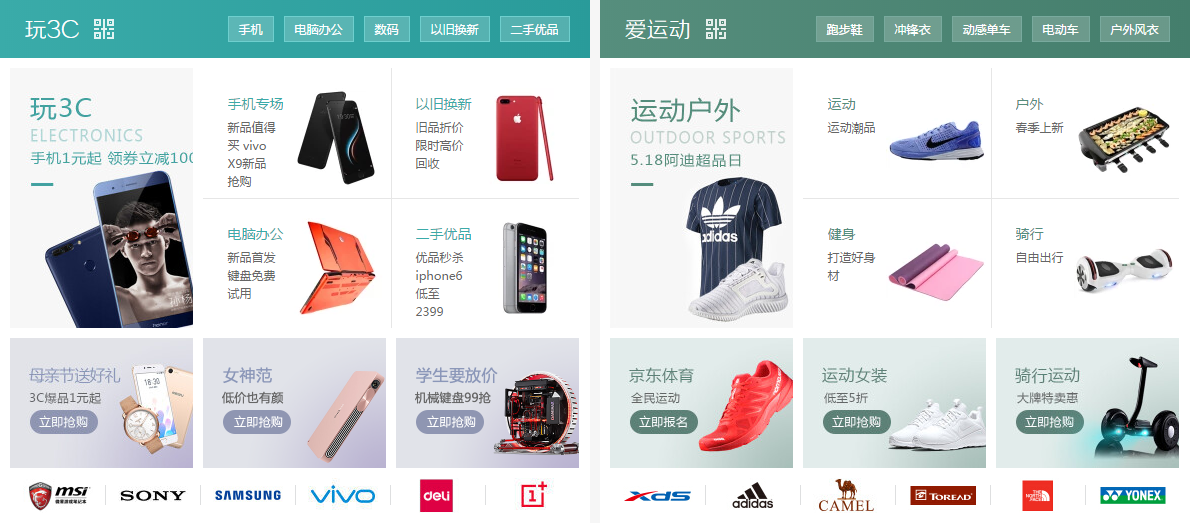 玩3C
手机
电脑办公
数码
以旧换新
二手优品
玩3C
ELECTRONICS
手机1元起 领券立减100
手机专场
新品值得
买 vivo
X9新品
抢购
以旧换新
旧品折价
限时高价
回收
电脑办公
新品首发
键盘免费
试用
二手优品
优品秒杀
iphone6
低至
2399
母亲节送好礼
3C爆品1元起
立即抢购
女神范
低价也有颜
立即抢购
学生要放价
机械键盘99抢
立即抢购
msi
微星游戏笔记本
SONY
SAMSUNG
vivo
deli
1+
爱运动
跑步鞋
冲锋衣
动感单车
电动车
户外风衣
运动户外
OUTDOOR SPORTS
5.18阿迪超品日
adidas
运动
运动潮品
户外
春季上新
健身
打造好身
材
骑行
自由出行
京东体育
全民运动
立即报名
运动女装
低至5折
立即抢购
骑行运动
大牌特卖惠
立即抢购
XDS
adidas
CAMEL
TOREAD
THE
NORTH
FACE
YONEX